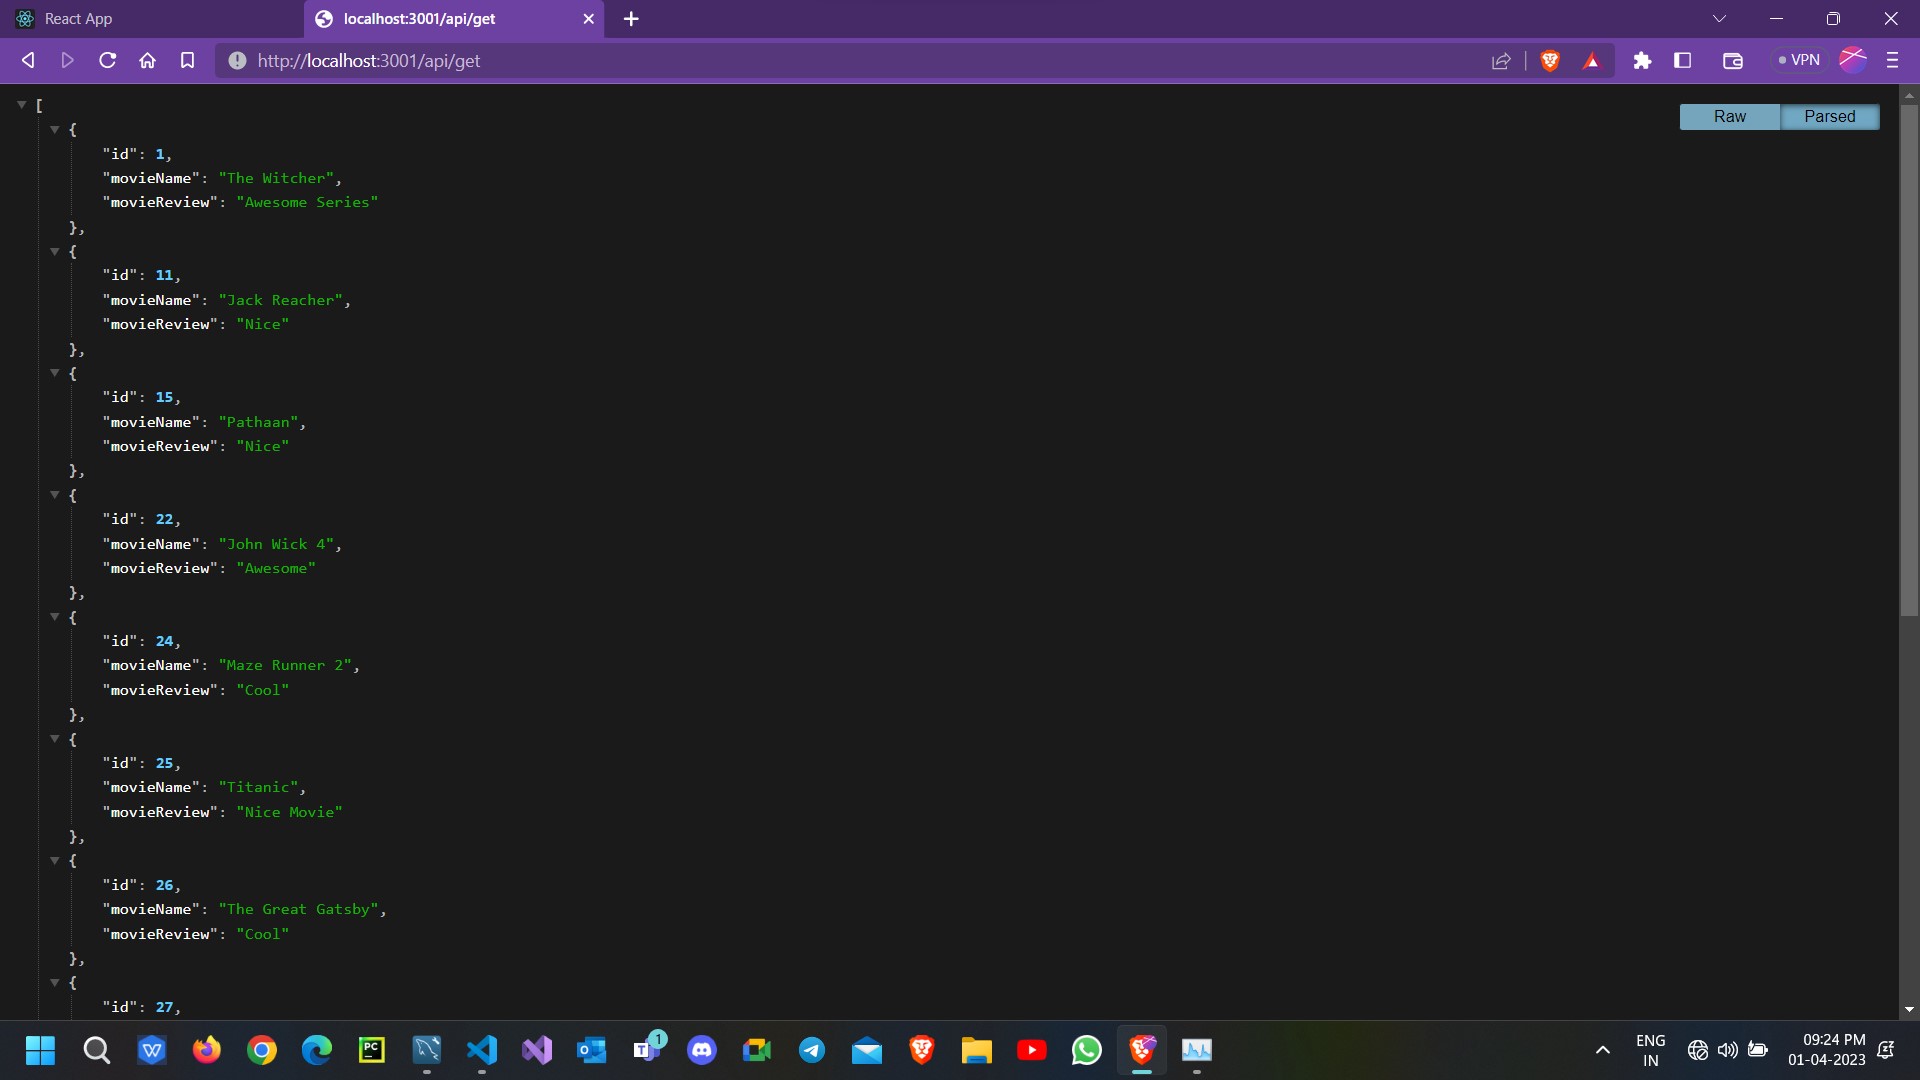 React App
localhost:3001/api/get
http://localhost:3001/api/get
VPN
Raw
Parsed
[
{
"id": 1,
"movieName": "The Witcher",
"movieReview": "Awesome Series"
},
{
"id": 11,
"movieName": "Jack Reacher",
"movieReview": "Nice"
},
{
"id": 15,
"movieName": "Pathaan",
"movieReview": "Nice"
},
{
"id": 22,
"movieName": "John Wick 4",
"movieReview": "Awesome"
},
{
"id": 24,
"movieName": "Maze Runner 2",
"movieReview": "Cool"
},
{
"id": 25,
"movieName": "Titanic",
"movieReview": "Nice Movie"
},
{
"id": 26,
"movieName": "The Great Gatsby",
"movieReview": "Cool"
},
{
"id": 27,
W
PC
1
ENG
IN
09:24 PM
01-04-2023